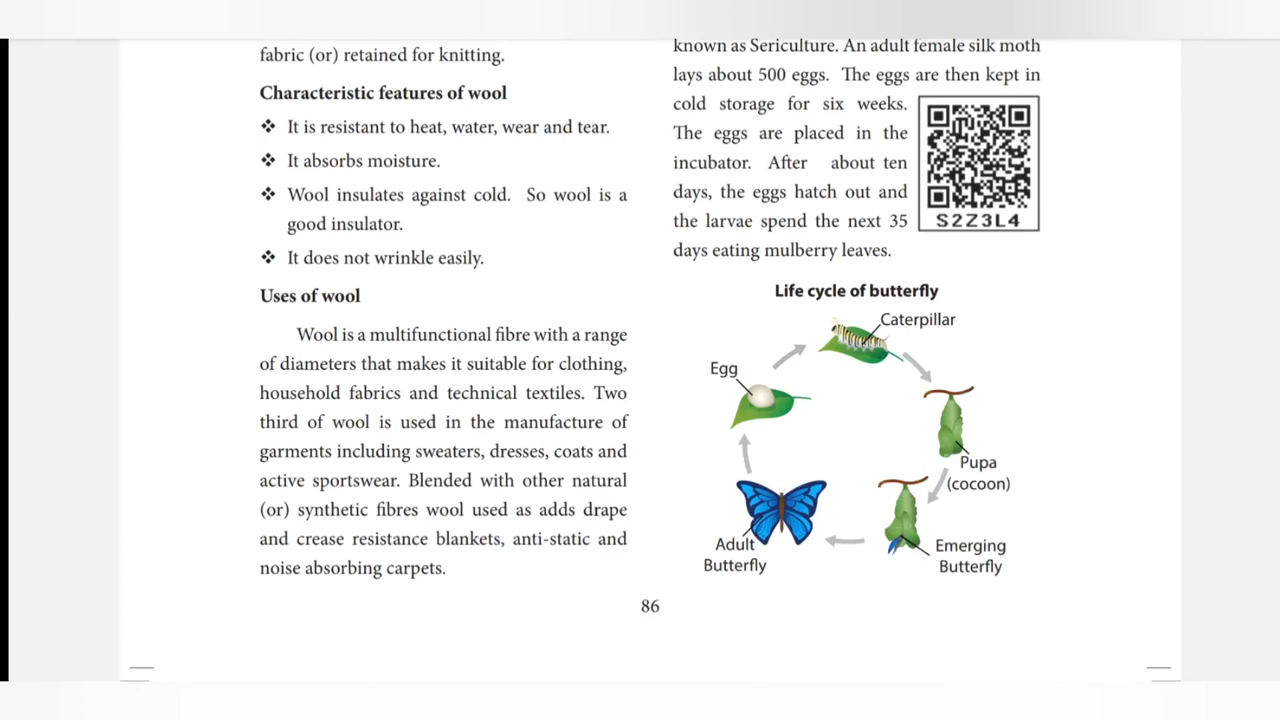 fabric (or) retained for knitting.
Characteristic features of wool
❖ It is resistant to heat, water, wear and tear.
❖ It absorbs moisture.
❖ Wool insulates against cold. So wool is a
good insulator.
❖ It does not wrinkle easily.
Uses of wool
Wool is a multifunctional fibre with a range
of diameters that makes it suitable for clothing,
household fabrics and technical textiles. Two
third of wool is used in the manufacture of
garments including sweaters, dresses, coats and
active sportswear. Blended with other natural
(or) synthetic fibres wool used as adds drape
and crease resistance blankets, anti-static and
noise absorbing carpets.
known as Sericulture. An adult female silk moth
lays about 500 eggs. The eggs are then kept in
cold storage for six weeks.
The eggs are placed in the
incubator. After about ten
days, the eggs hatch out and
the larvae spend the next 35
days eating mulberry leaves.
S2Z3L4
Life cycle of butterfly
Caterpillar
Egg
Pupa
(cocoon)
Emerging
Butterfly
Adult
Butterfly
86